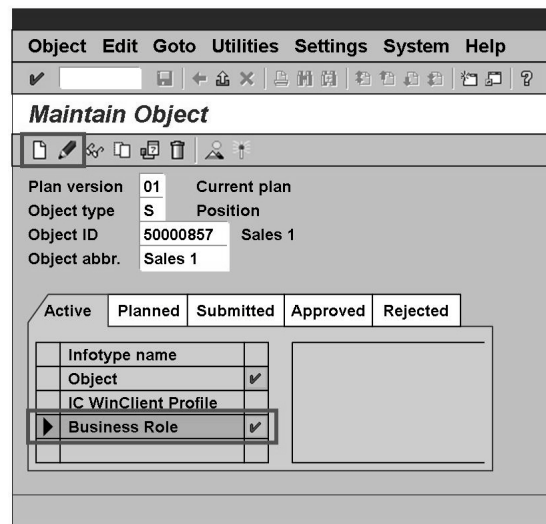 Object Edit Goto Utilities Settings System Help
Maintain Object
Plan version 01 Current plan
Object type S Position
Object ID 50000857 Sales 1
Object abbr. Sales 1
Active Planned Submitted Approved Rejected
Infotype name
Object
IC WinClient Profile
Business Role